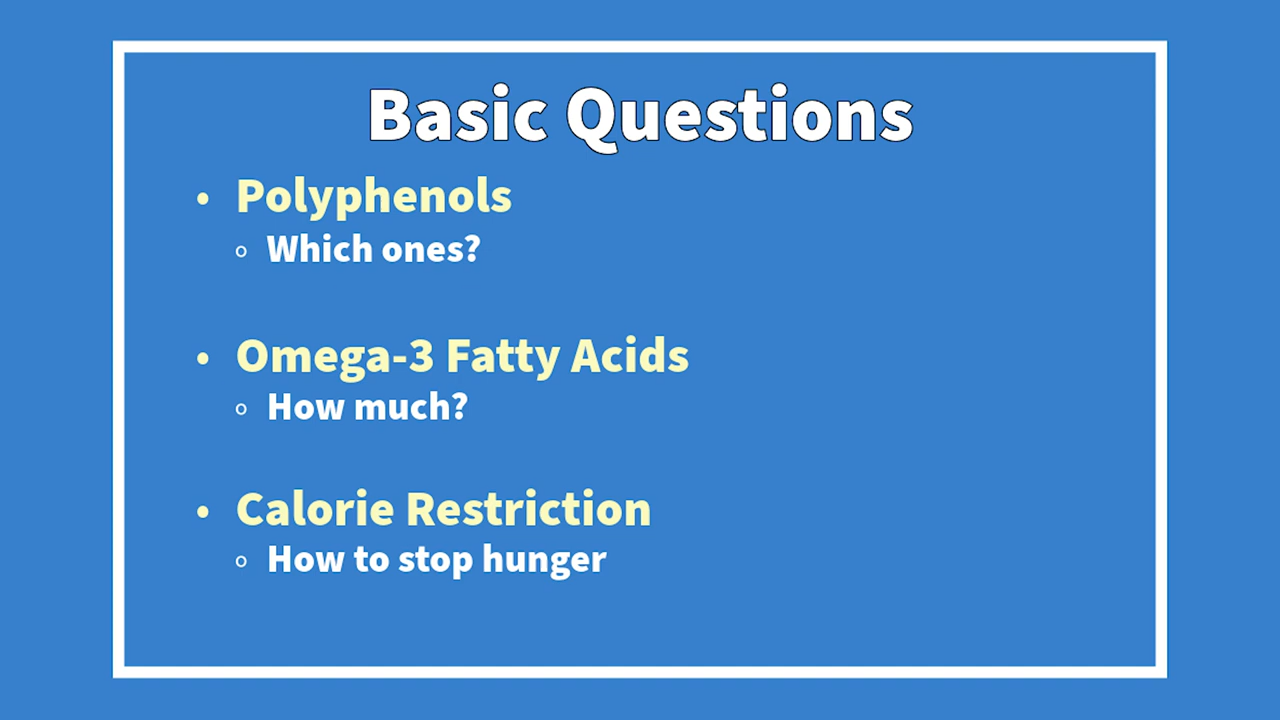 Basic Questions
• Polyphenols
○ Which ones?
• Omega-3 Fatty Acids
○ How much?
• Calorie Restriction
○ How to stop hunger